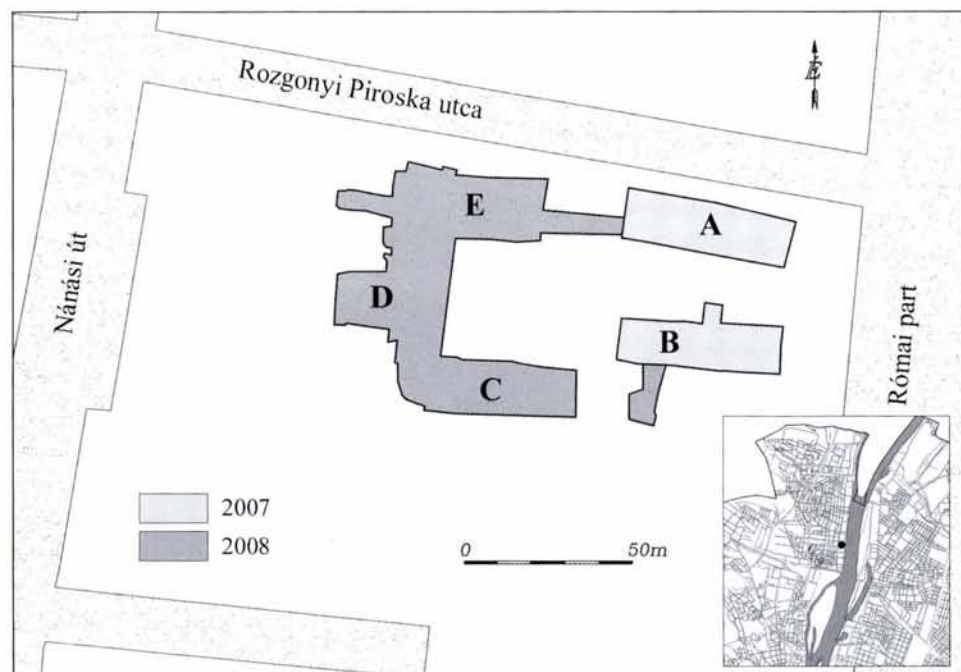 Rozgonyi Piroska utca
É
Nánási út
Római part
E
A
D
B
C
2007
2008
0 50m